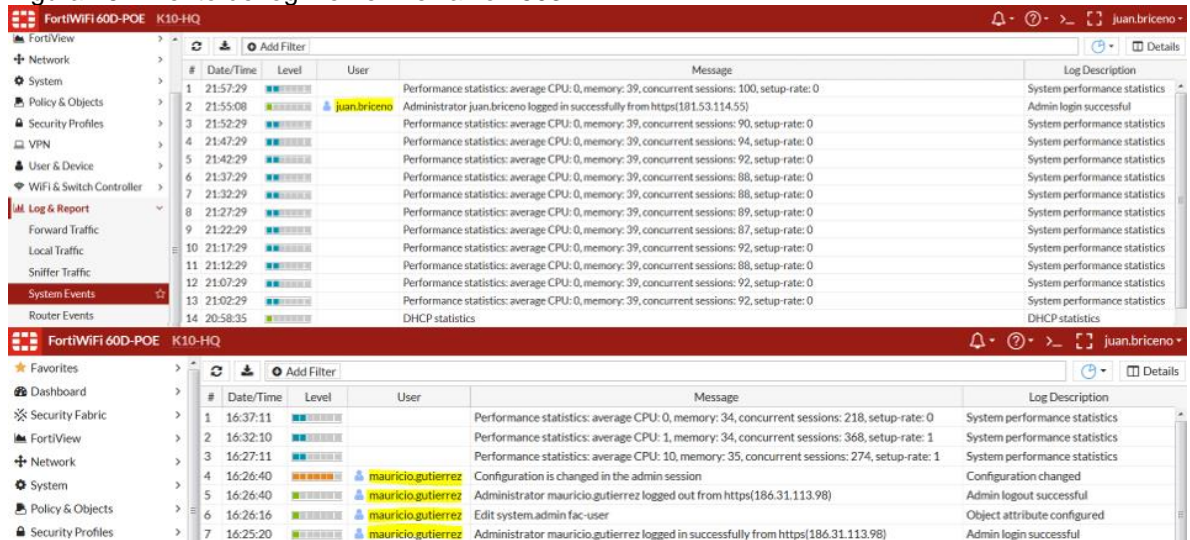 FortiWiFi 60D-POE K10-HQ >_ juan.briceno
FortiView
Network
System
Policy & Objects
Security Profiles
VPN
User & Device
WiFi & Switch Controller
Log & Report
Forward Traffic
Local Traffic
Sniffer Traffic
System Events
Router Events
Add Filter Details
# Date/Time Level User Message Log Description
1 21:57:29 Performance statistics: average CPU: 0, memory: 39, concurrent sessions: 100, setup-rate: 0 System performance statistics
2 21:55:08 juan.briceno Administrator juan.briceno logged in successfully from https(181.53.114.55) Admin login successful
3 21:52:29 Performance statistics: average CPU: 0, memory: 39, concurrent sessions: 90, setup-rate: 0 System performance statistics
4 21:47:29 Performance statistics: average CPU: 0, memory: 39, concurrent sessions: 94, setup-rate: 0 System performance statistics
5 21:42:29 Performance statistics: average CPU: 0, memory: 39, concurrent sessions: 92, setup-rate: 0 System performance statistics
6 21:37:29 Performance statistics: average CPU: 0, memory: 39, concurrent sessions: 88, setup-rate: 0 System performance statistics
7 21:32:29 Performance statistics: average CPU: 0, memory: 39, concurrent sessions: 88, setup-rate: 0 System performance statistics
8 21:27:29 Performance statistics: average CPU: 0, memory: 39, concurrent sessions: 89, setup-rate: 0 System performance statistics
9 21:22:29 Performance statistics: average CPU: 0, memory: 39, concurrent sessions: 87, setup-rate: 0 System performance statistics
10 21:17:29 Performance statistics: average CPU: 0, memory: 39, concurrent sessions: 92, setup-rate: 0 System performance statistics
11 21:12:29 Performance statistics: average CPU: 0, memory: 39, concurrent sessions: 88, setup-rate: 0 System performance statistics
12 21:07:29 Performance statistics: average CPU: 0, memory: 39, concurrent sessions: 92, setup-rate: 0 System performance statistics
13 21:02:29 Performance statistics: average CPU: 0, memory: 39, concurrent sessions: 92, setup-rate: 0 System performance statistics
14 20:58:35 DHCP statistics DHCP statistics
FortiWiFi 60D-POE K10-HQ >_ juan.briceno
Favorites
Dashboard
Security Fabric
FortiView
Network
System
Policy & Objects
Security Profiles
Add Filter Details
# Date/Time Level User Message Log Description
1 16:37:11 Performance statistics: average CPU: 0, memory: 34, concurrent sessions: 218, setup-rate: 0 System performance statistics
2 16:32:10 Performance statistics: average CPU: 1, memory: 34, concurrent sessions: 368, setup-rate: 1 System performance statistics
3 16:27:11 Performance statistics: average CPU: 10, memory: 35, concurrent sessions: 274, setup-rate: 1 System performance statistics
4 16:26:40 mauricio.gutierrez Configuration is changed in the admin session Configuration changed
5 16:26:40 mauricio.gutierrez Administrator mauricio.gutierrez logged out from https(186.31.113.98) Admin logout successful
6 16:26:16 mauricio.gutierrez Edit system.admin fac-user Object attribute configured
7 16:25:20 mauricio.gutierrez Administrator mauricio.gutierrez logged in successfully from https(186.31.113.98) Admin login successful